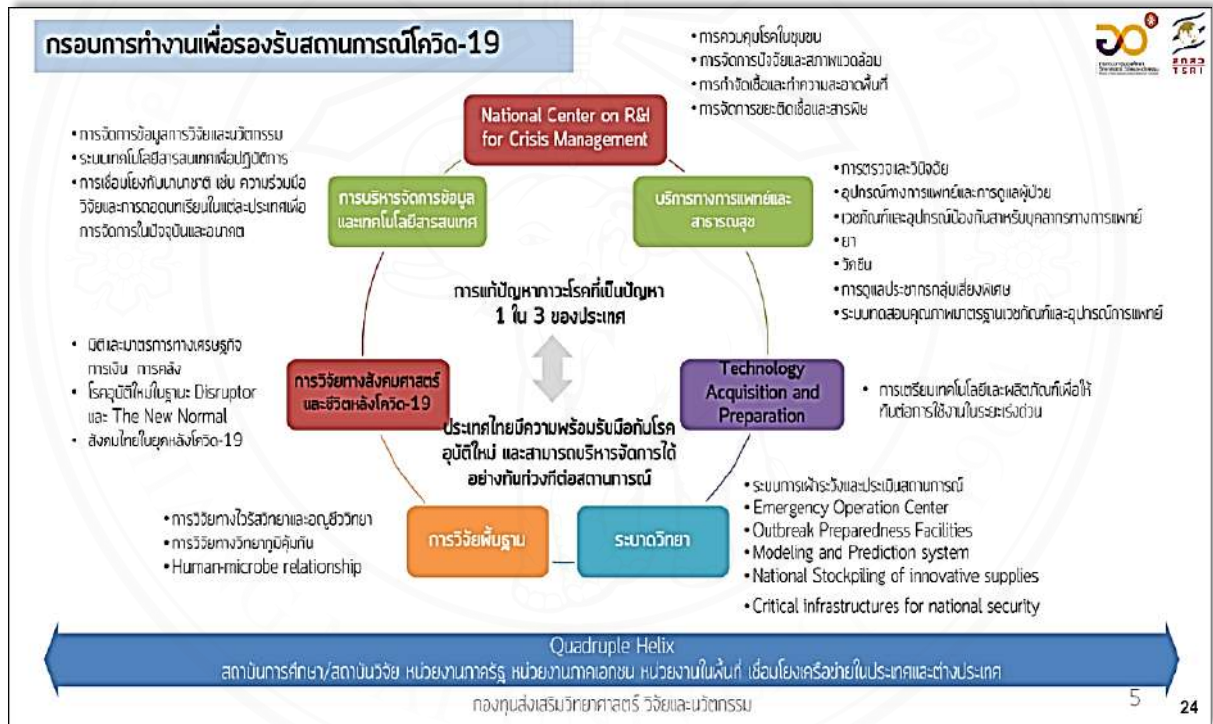 กรอบการทำงานเพื่อรองรับสถานการณ์โควิด-19
สกสว
TSRI
National Center on R&I
for Crisis Management
•การควบคุมโรคในชุมชน
•การจัดการปัจจัยและสภาพแวดล้อม
•การกำจัดเชื้อและทำความสะอาดพื้นที่
•การจัดการขยะติดเชื้อและสารพิษ
•การจัดการข้อมูลการวิจัยและนวัตกรรม
•ระบบเทคโนโลยีสารสนเทศเพื่อปฏิบัติการ
•การเชื่อมโยงกับนานาชาติ เช่น ความร่วมมือ
วิจัยและการถอดบทเรียนในแต่ละประเทศเพื่อ
การจัดการในปัจจุบันและอนาคต
การบริหารจัดการข้อมูล
และเทคโนโลยีสารสนเทศ
บริการทางการแพทย์และ
สาธารณสุข
•การตรวจและวินิจฉัย
•อุปกรณ์ทางการแพทย์และการดูแลผู้ป่วย
•เวชภัณฑ์และอุปกรณ์ป้องกันสำหรับบุคลากรทางการแพทย์
•ยา
•วัคซีน
•การดูแลประชากรกลุ่มเสี่ยงพิเศษ
•ระบบทดสอบคุณภาพมาตรฐานเวชภัณฑ์และอุปกรณ์การแพทย์
การแก้ปัญหาภาวะโรคที่เป็นปัญหา
1 ใน 3 ของประเทศ
• มิติและมาตรการทางเศรษฐกิจ
การเงิน การคลัง
• โรคอุบัติใหม่ในฐานะ Disruptor
และ The New Normal
• สังคมไทยในยุคหลังโควิด-19
การวิจัยทางสังคมศาสตร์
และชีวิตหลังโควิด-19
Technology
Acquisition and
Preparation
• การเตรียมเทคโนโลยีและผลิตภัณฑ์เพื่อให้
ทันต่อการใช้งานในระยะเร่งด่วน
ประเทศไทยมีความพร้อมรับมือกับโรค
อุบัติใหม่ และสามารถบริหารจัดการได้
อย่างทันท่วงทีต่อสถานการณ์
•การวิจัยทางไวรัสวิทยาและอณูชีววิทยา
•การวิจัยทางวิทยาภูมิคุ้มกัน
•Human-microbe relationship
การวิจัยพื้นฐาน
ระบาดวิทยา
•ระบบการเฝ้าระวังและประเมินสถานการณ์
•Emergency Operation Center
•Outbreak Preparedness Facilities
•Modeling and Prediction system
•National Stockpiling of innovative supplies
•Critical infrastructures for national security
Quadruple Helix
สถาบันการศึกษา/สถาบันวิจัย หน่วยงานภาครัฐ หน่วยงานภาคเอกชน หน่วยงานในพื้นที่ เชื่อมโยงเครือข่ายในประเทศและต่างประเทศ
กองทุนส่งเสริมวิทยาศาสตร์ วิจัยและนวัตกรรม
5
24